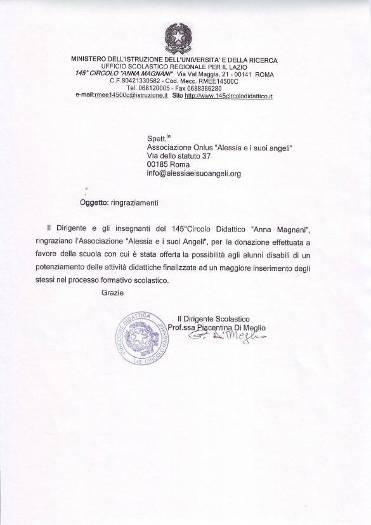 MINISTERO DELL'ISTRUZIONE DELL'UNIVERSITA' E DELLA RICERCA
UFFICIO SCOLASTICO REGIONALE PER IL LAZIO
145° CIRCOLO "ANNA MAGNANI" Via Val Maggia, 21 - 00141 ROMA
C.F.80421330582 - Cod. Mecc. RMEE14500C
Tel. 068120005 - Fax 0688386280
e-mail:rmee14500c@istruzione.it Sito http://www.145circolodidattico.it
Spett.le
Associazione Onlus "Alessia e i suoi angeli"
Via dello statuto 37
00185 Roma
info@alessiaeisuoangeli.org
Oggetto: ringraziamenti
Il Dirigente e gli insegnanti del 145°Circolo Didattico "Anna Magnani",
ringraziano l'Associazione "Alessia e i suoi Angeli", per la donazione effettuata a
favore della scuola con cui è stata offerta la possibilità agli alunni disabili di un
potenziamento delle attività didattiche finalizzate ad un maggiore inserimento degli
stessi nel processo formativo scolastico.
Grazie
Il Dirigente Scolastico
Prof.ssa Piacentina Di Meglio